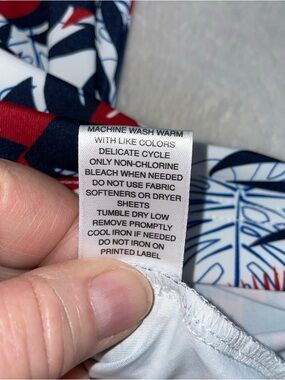 MACHINE WASH WARM
WITH LIKE COLORS
DELICATE CYCLE
ONLY NON-CHLORINE
BLEACH WHEN NEEDED
DO NOT USE FABRIC
SOFTENERS OR DRYER
SHEETS
TUMBLE DRY LOW
REMOVE PROMPTLY
COOL IRON IF NEEDED
DO NOT IRON ON
PRINTED LABEL